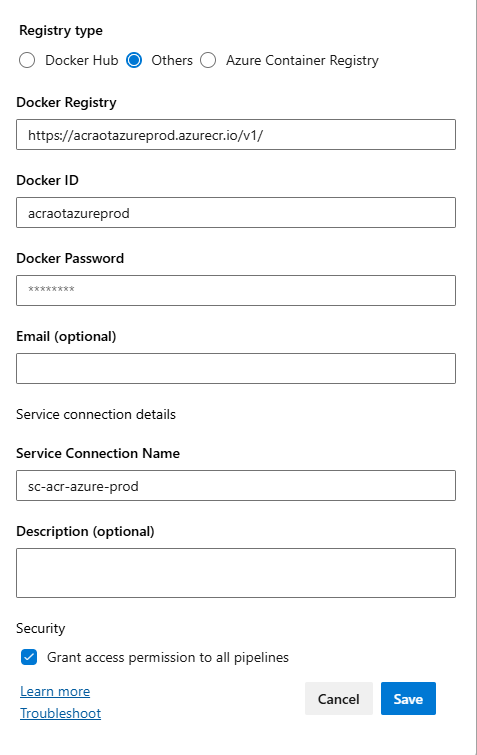 Registry type
Docker Hub Others Azure Container Registry
Docker Registry
https://acraotazureprod.azurecr.io/v1/
Docker ID
acraotazureprod
Docker Password
********
Email (optional)
Service connection details
Service Connection Name
sc-acr-azure-prod
Description (optional)
Security
Grant access permission to all pipelines
Learn more
Troubleshoot
Cancel Save